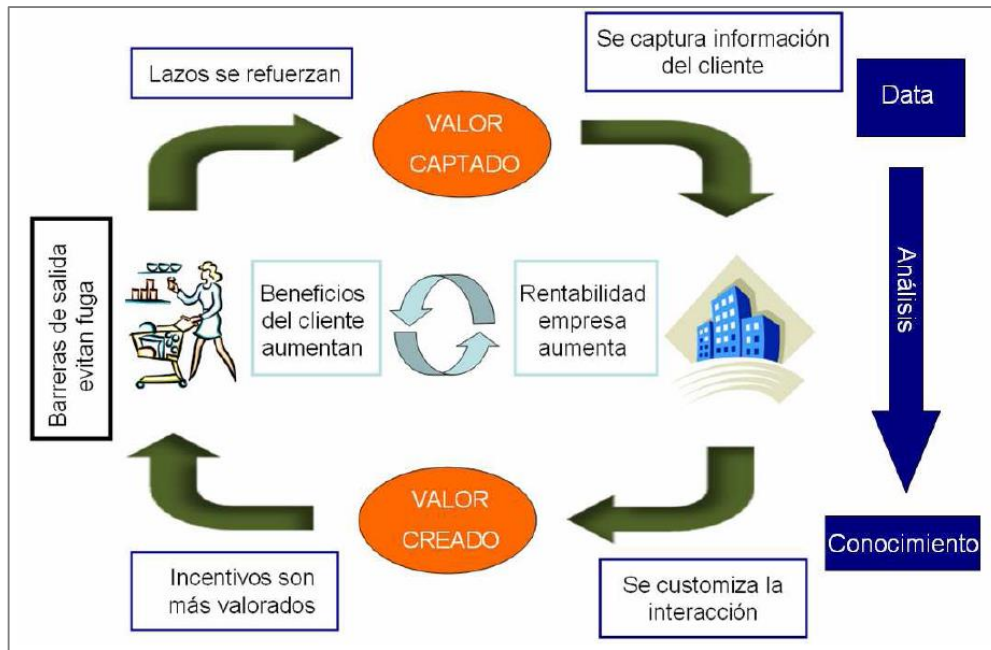 Lazos se refuerzan
VALOR
CAPTADO
Se captura información
del cliente
Data
Barreras de salida
evitan fuga
Beneficios
del cliente
aumentan
Rentabilidad
empresa
aumenta
Análisis
Incentivos son
más valorados
VALOR
CREADO
Se customiza la
interacción
Conocimiento